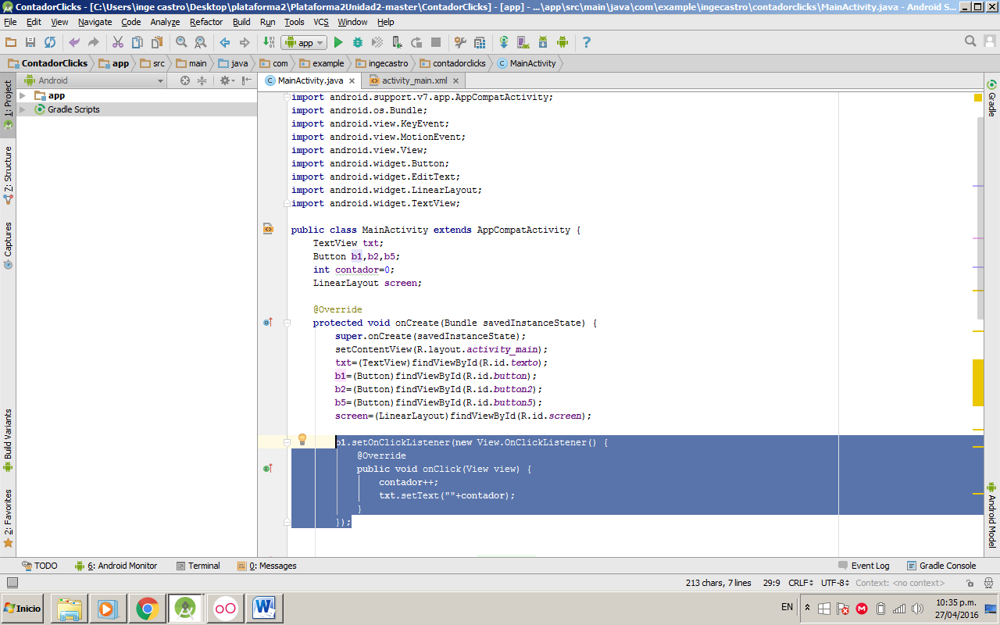 ContadorClicks - [C:\Users\inge castro\Desktop\plataforma2\Plataforma2Unidad2-master\ContadorClicks] - [app] - ...\app\src\main\java\com\example\ingecastro\contadorclicks\MainActivity.java - Android S...
File Edit View Navigate Code Analyze Refactor Build Run Tools VCS Window Help
app
ContadorClicks app src main java com example ingecastro contadorclicks MainActivity
Android
MainActivity.java activity_main.xml
app
Gradle Scripts
1: Project
7: Structure
Captures
Build Variants
2: Favorites
import android.support.v7.app.AppCompatActivity;
import android.os.Bundle;
import android.view.KeyEvent;
import android.view.MotionEvent;
import android.view.View;
import android.widget.Button;
import android.widget.EditText;
import android.widget.LinearLayout;
import android.widget.TextView;
public class MainActivity extends AppCompatActivity {
TextView txt;
Button b1,b2,b5;
int contador=0;
LinearLayout screen;
@Override
protected void onCreate(Bundle savedInstanceState) {
super.onCreate(savedInstanceState);
setContentView(R.layout.activity_main);
txt=(TextView)findViewById(R.id.texto);
b1=(Button)findViewById(R.id.button);
b2=(Button)findViewById(R.id.button2);
b5=(Button)findViewById(R.id.button5);
screen=(LinearLayout)findViewById(R.id.screen);
b1.setOnClickListener(new View.OnClickListener() {
@Override
public void onClick(View view) {
contador++;
txt.setText(""+contador);
}
});
Gradle
Android Model
TODO 6: Android Monitor Terminal 0: Messages Event Log Gradle Console
213 chars, 7 lines 29:9 CRLF UTF-8 Context: <no context>
Inicio EN 10:35 p.m.
27/04/2016